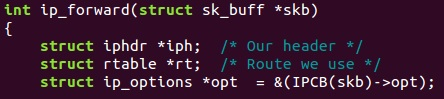 int ip_forward(struct sk_buff *skb)
{
struct iphdr *iph; /* Our header */
struct rtable *rt; /* Route we use */
struct ip_options *opt = &(IPCB(skb)->opt);